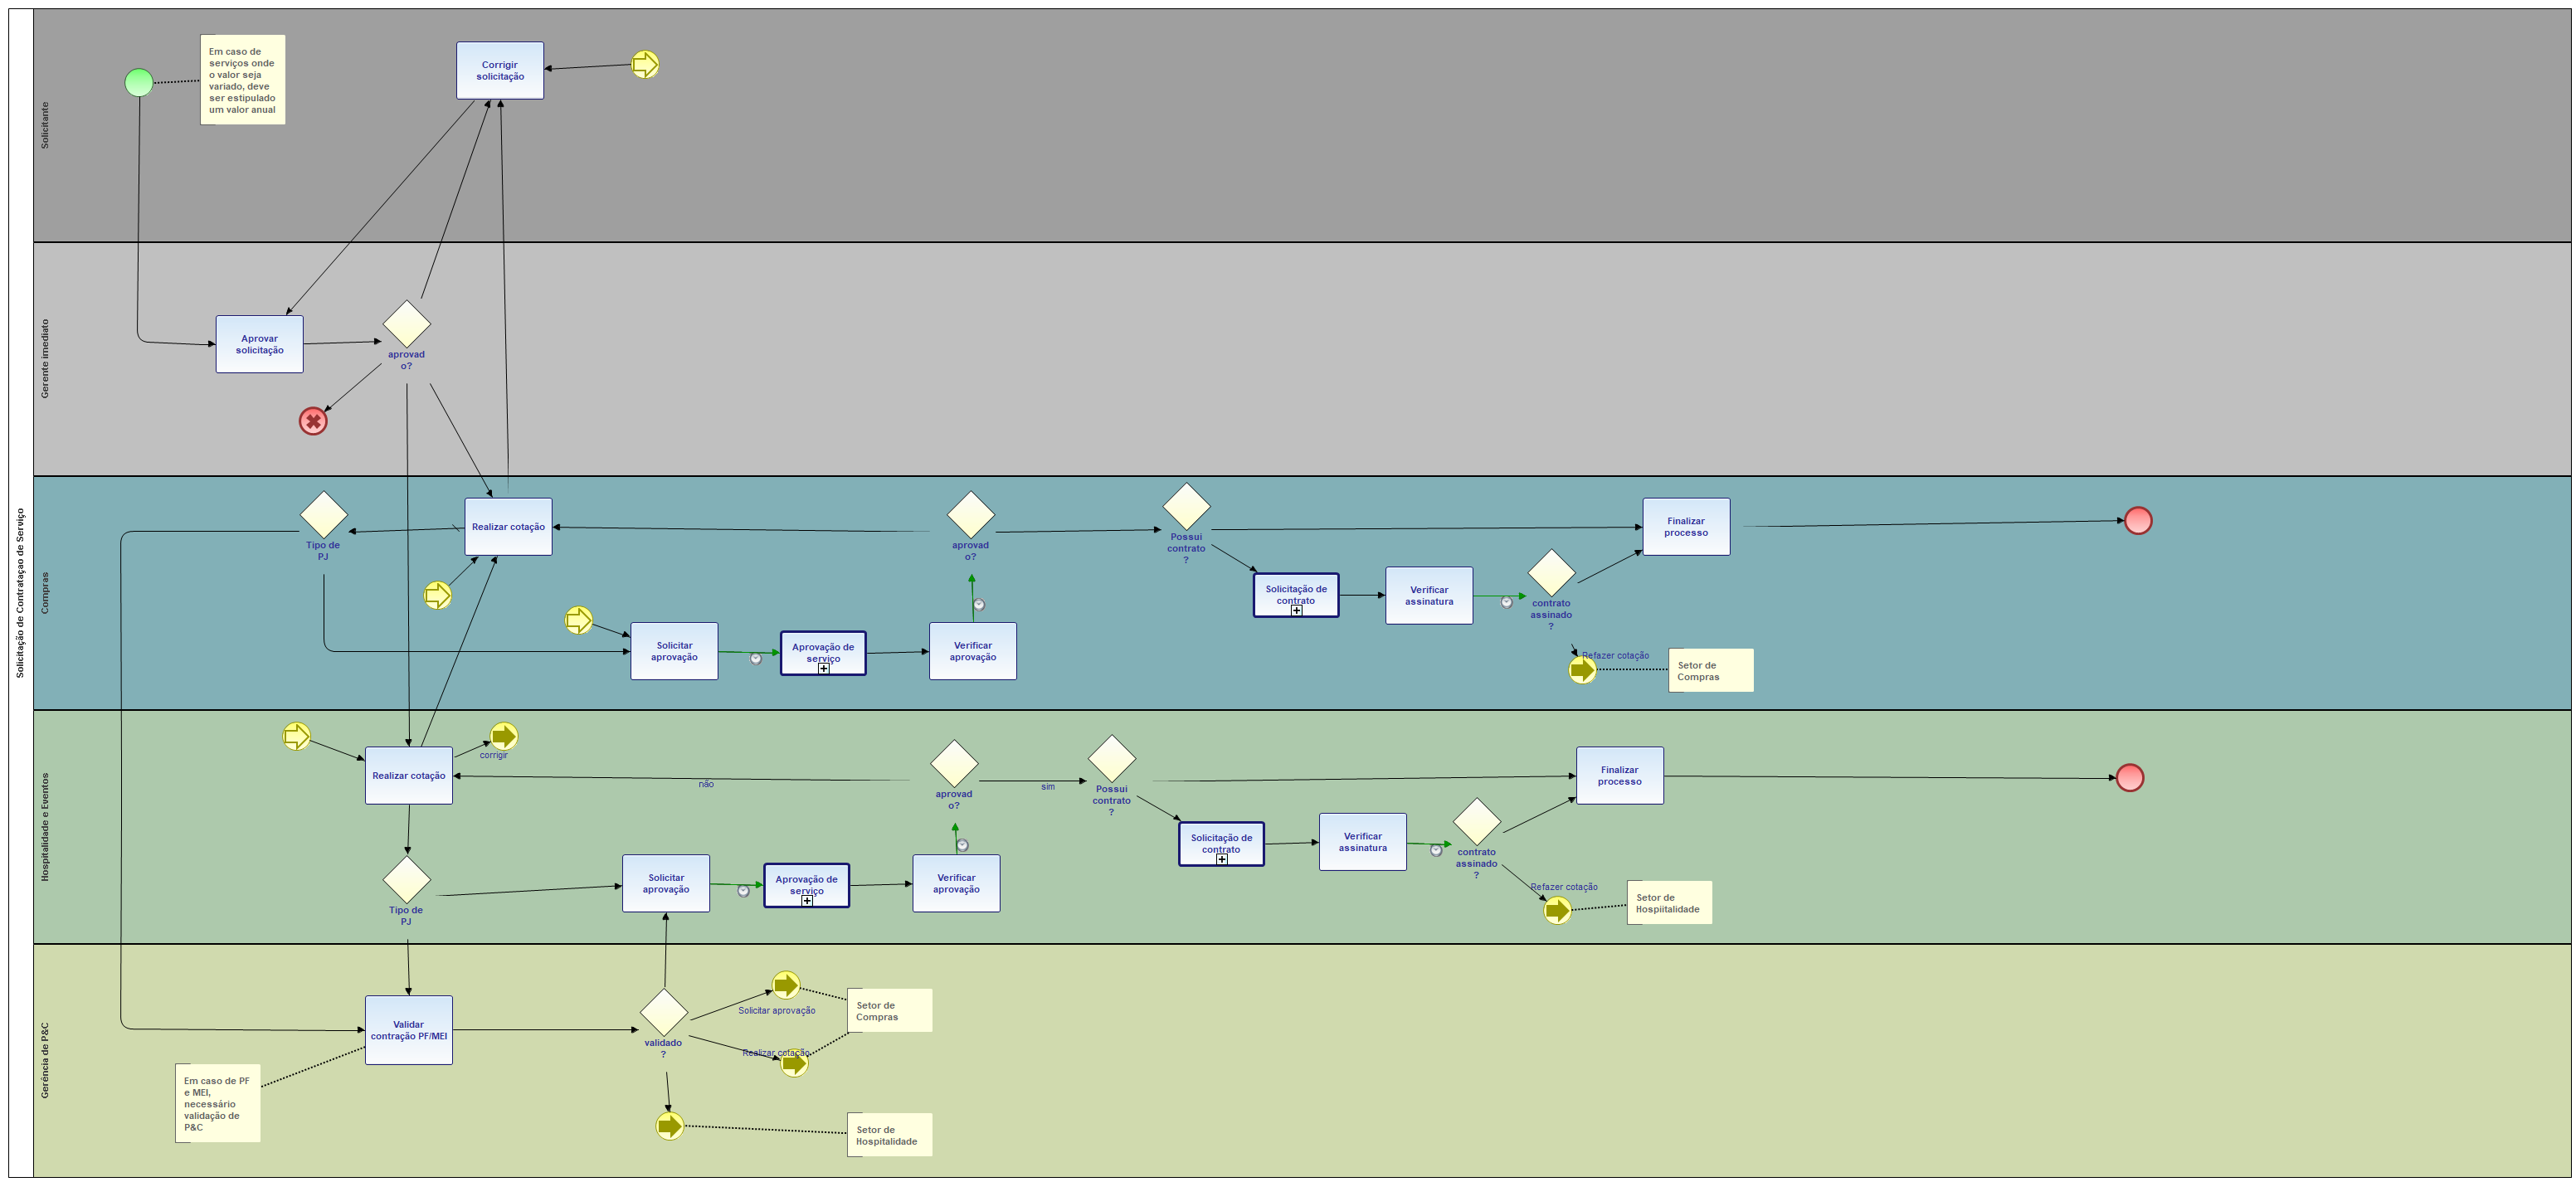 Solicitação de Contrataçao de Serviço
Solicitante
Em caso de
serviços onde
o valor seja
variado, deve
ser estipulado
um valor anual
Corrigir
solicitação
Gerente imediato
Aprovar
solicitação
aprovad
o?
Compras
Tipo de
PJ
Realizar cotação
aprovad
o?
Possui
contrato
?
Finalizar
processo
Solicitação de
contrato
Verificar
assinatura
contrato
assinado
?
Solicitar
aprovação
Aprovação de
serviço
Verificar
aprovação
Refazer cotação
Setor de
Compras
Hospitalidade e Eventos
Realizar cotação
corrigir
não
aprovad
o?
sim
Possui
contrato
?
Finalizar
processo
Solicitação de
contrato
Verificar
assinatura
contrato
assinado
?
Tipo de
PJ
Solicitar
aprovação
Aprovação de
serviço
Verificar
aprovação
Refazer cotação
Setor de
Hospiitalidade
Gerência de P&C
Validar
contração PF/MEI
validado
?
Solicitar aprovação
Setor de
Compras
Realizar cotação
Em caso de PF
e MEI,
necessário
validação de
P&C
Setor de
Hospitalidade